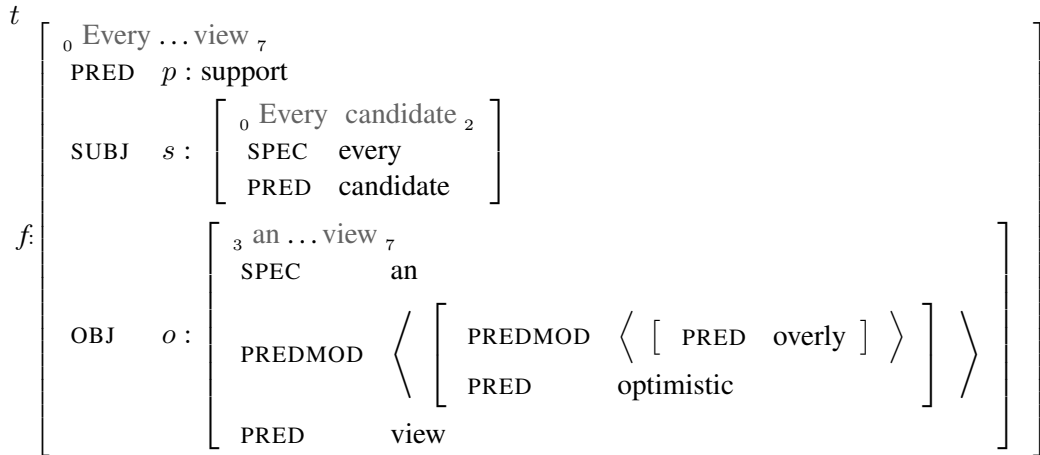 t
0 Every … view 7
PRED p : support
0 Every candidate 2
SUBJ s : SPEC every
PRED candidate
f:
3 an … view 7
SPEC an
OBJ o : PREDMOD ⟨ [ PREDMOD ⟨ [ PRED overly ] ⟩
PRED optimistic ] ⟩
PRED view